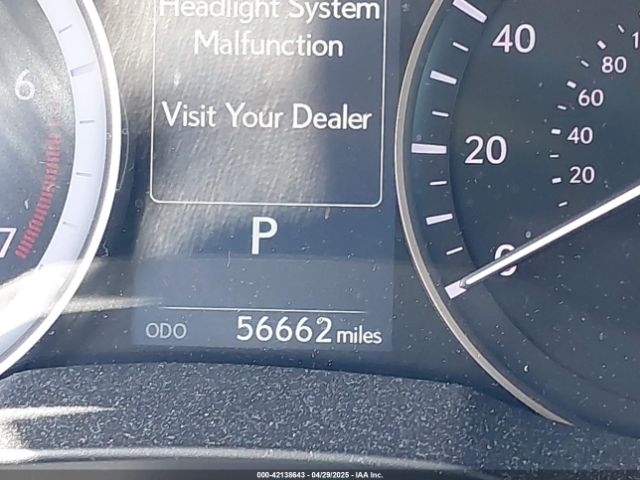 Headlight System
Malfunction
Visit Your Dealer
P
ODO 56662 miles
6
7
40
20
0
80
60
40
20
000-42138643 04/29/2025 - IAA Inc.